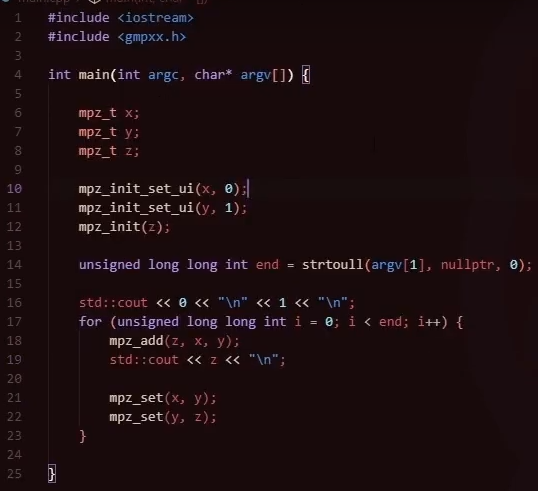 1 #include <iostream>
2 #include <gmpxx.h>
3
4 int main(int argc, char* argv[]) {
5
6     mpz_t x;
7     mpz_t y;
8     mpz_t z;
9
10     mpz_init_set_ui(x, 0);
11     mpz_init_set_ui(y, 1);
12     mpz_init(z);
13
14     unsigned long long int end = strtoull(argv[1], nullptr, 0);
15
16     std::cout << 0 << "\n" << 1 << "\n";
17     for (unsigned long long int i = 0; i < end; i++) {
18         mpz_add(z, x, y);
19         std::cout << z << "\n";
20
21         mpz_set(x, y);
22         mpz_set(y, z);
23     }
24
25 }